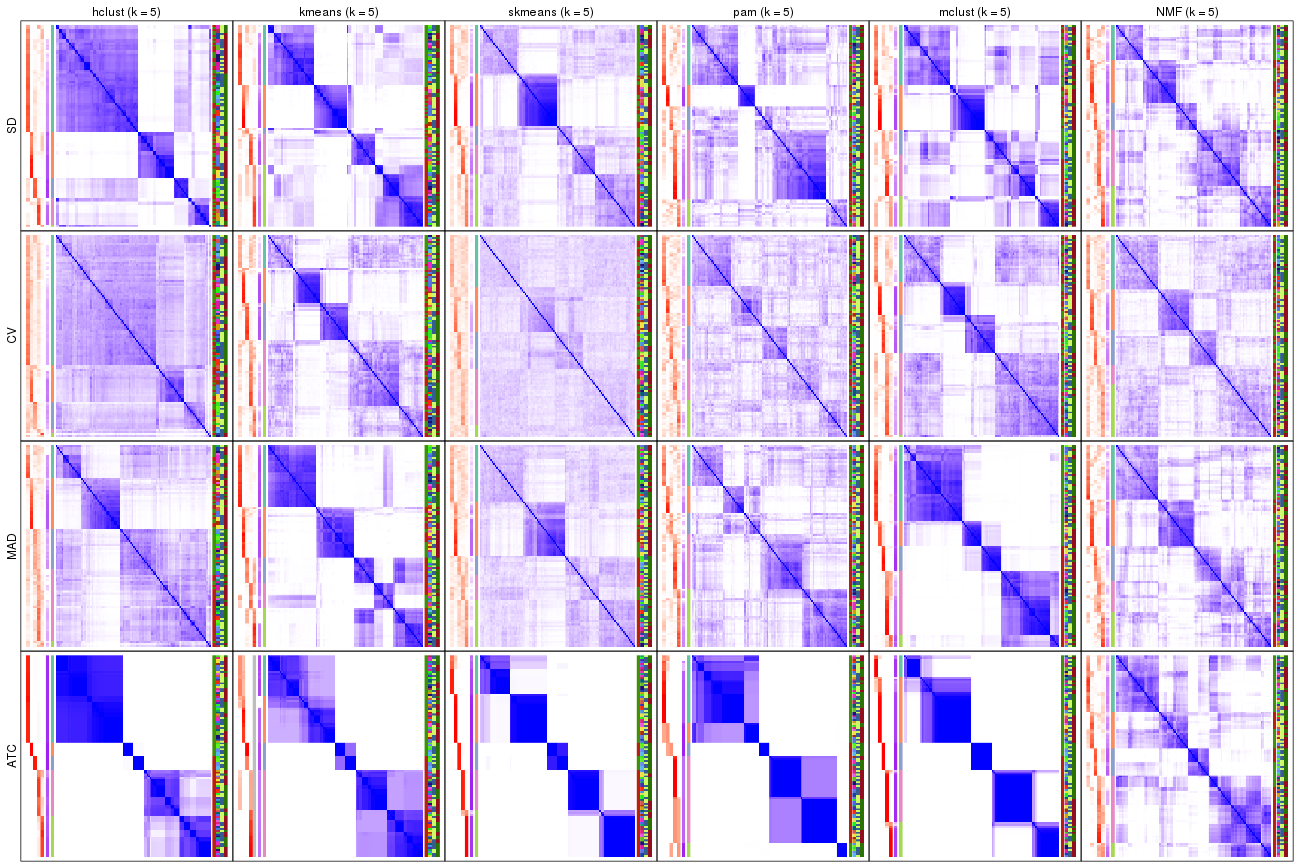 hclust (k = 5) kmeans (k = 5) skmeans (k = 5) pam (k = 5) mclust (k = 5) NMF (k = 5)
SD
CV
MAD
ATC